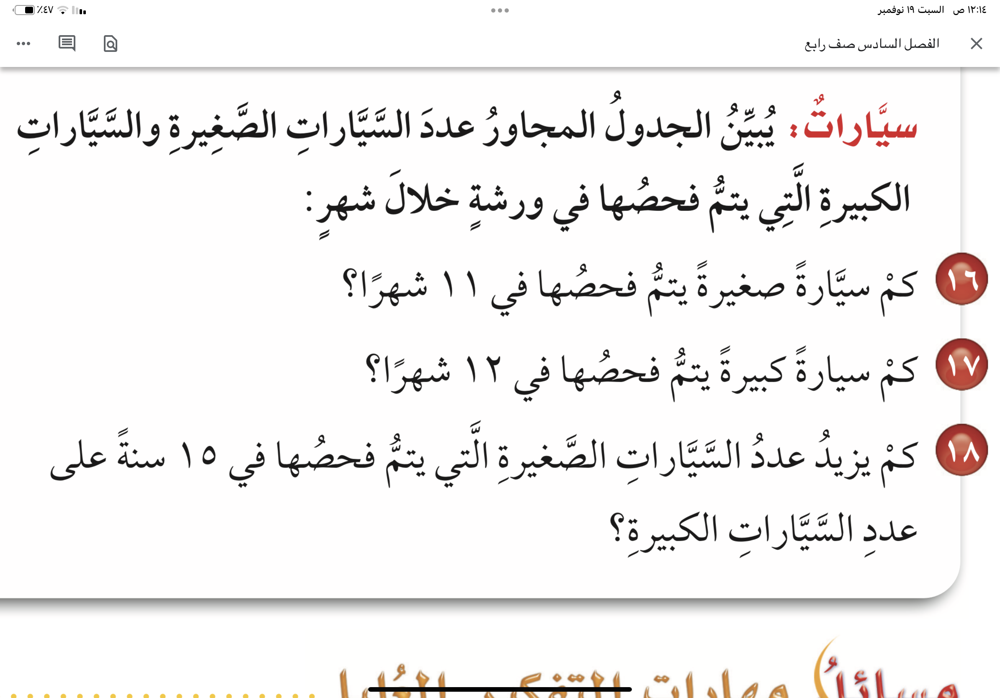 ١٢:١٤ ص السبت ١٩ نوفمبر
٪٤٧
الفصل السادس صف رابع
سيَّاراتٌ: يُبيِّنُ الجدولُ المجاورُ عددَ السَّيَّاراتِ الصَّغِيرةِ والسَّيَّاراتِ
الكبيرةِ الَّتِي يتمُّ فحصُها في ورشةٍ خلالَ شهرٍ:
١٦ كمْ سيَّارةً صغيرةً يتمُّ فحصُها في ١١ شهرًا؟
١٧ كمْ سيارةً كبيرةً يتمُّ فحصُها في ١٢ شهرًا؟
١٨ كمْ يزيدُ عددُ السَّيَّاراتِ الصَّغيرةِ الَّتي يتمُّ فحصُها في ١٥ سنةً على
عددِ السَّيَّاراتِ الكبيرةِ؟
مسائلُ مهارات التفكير العُليا